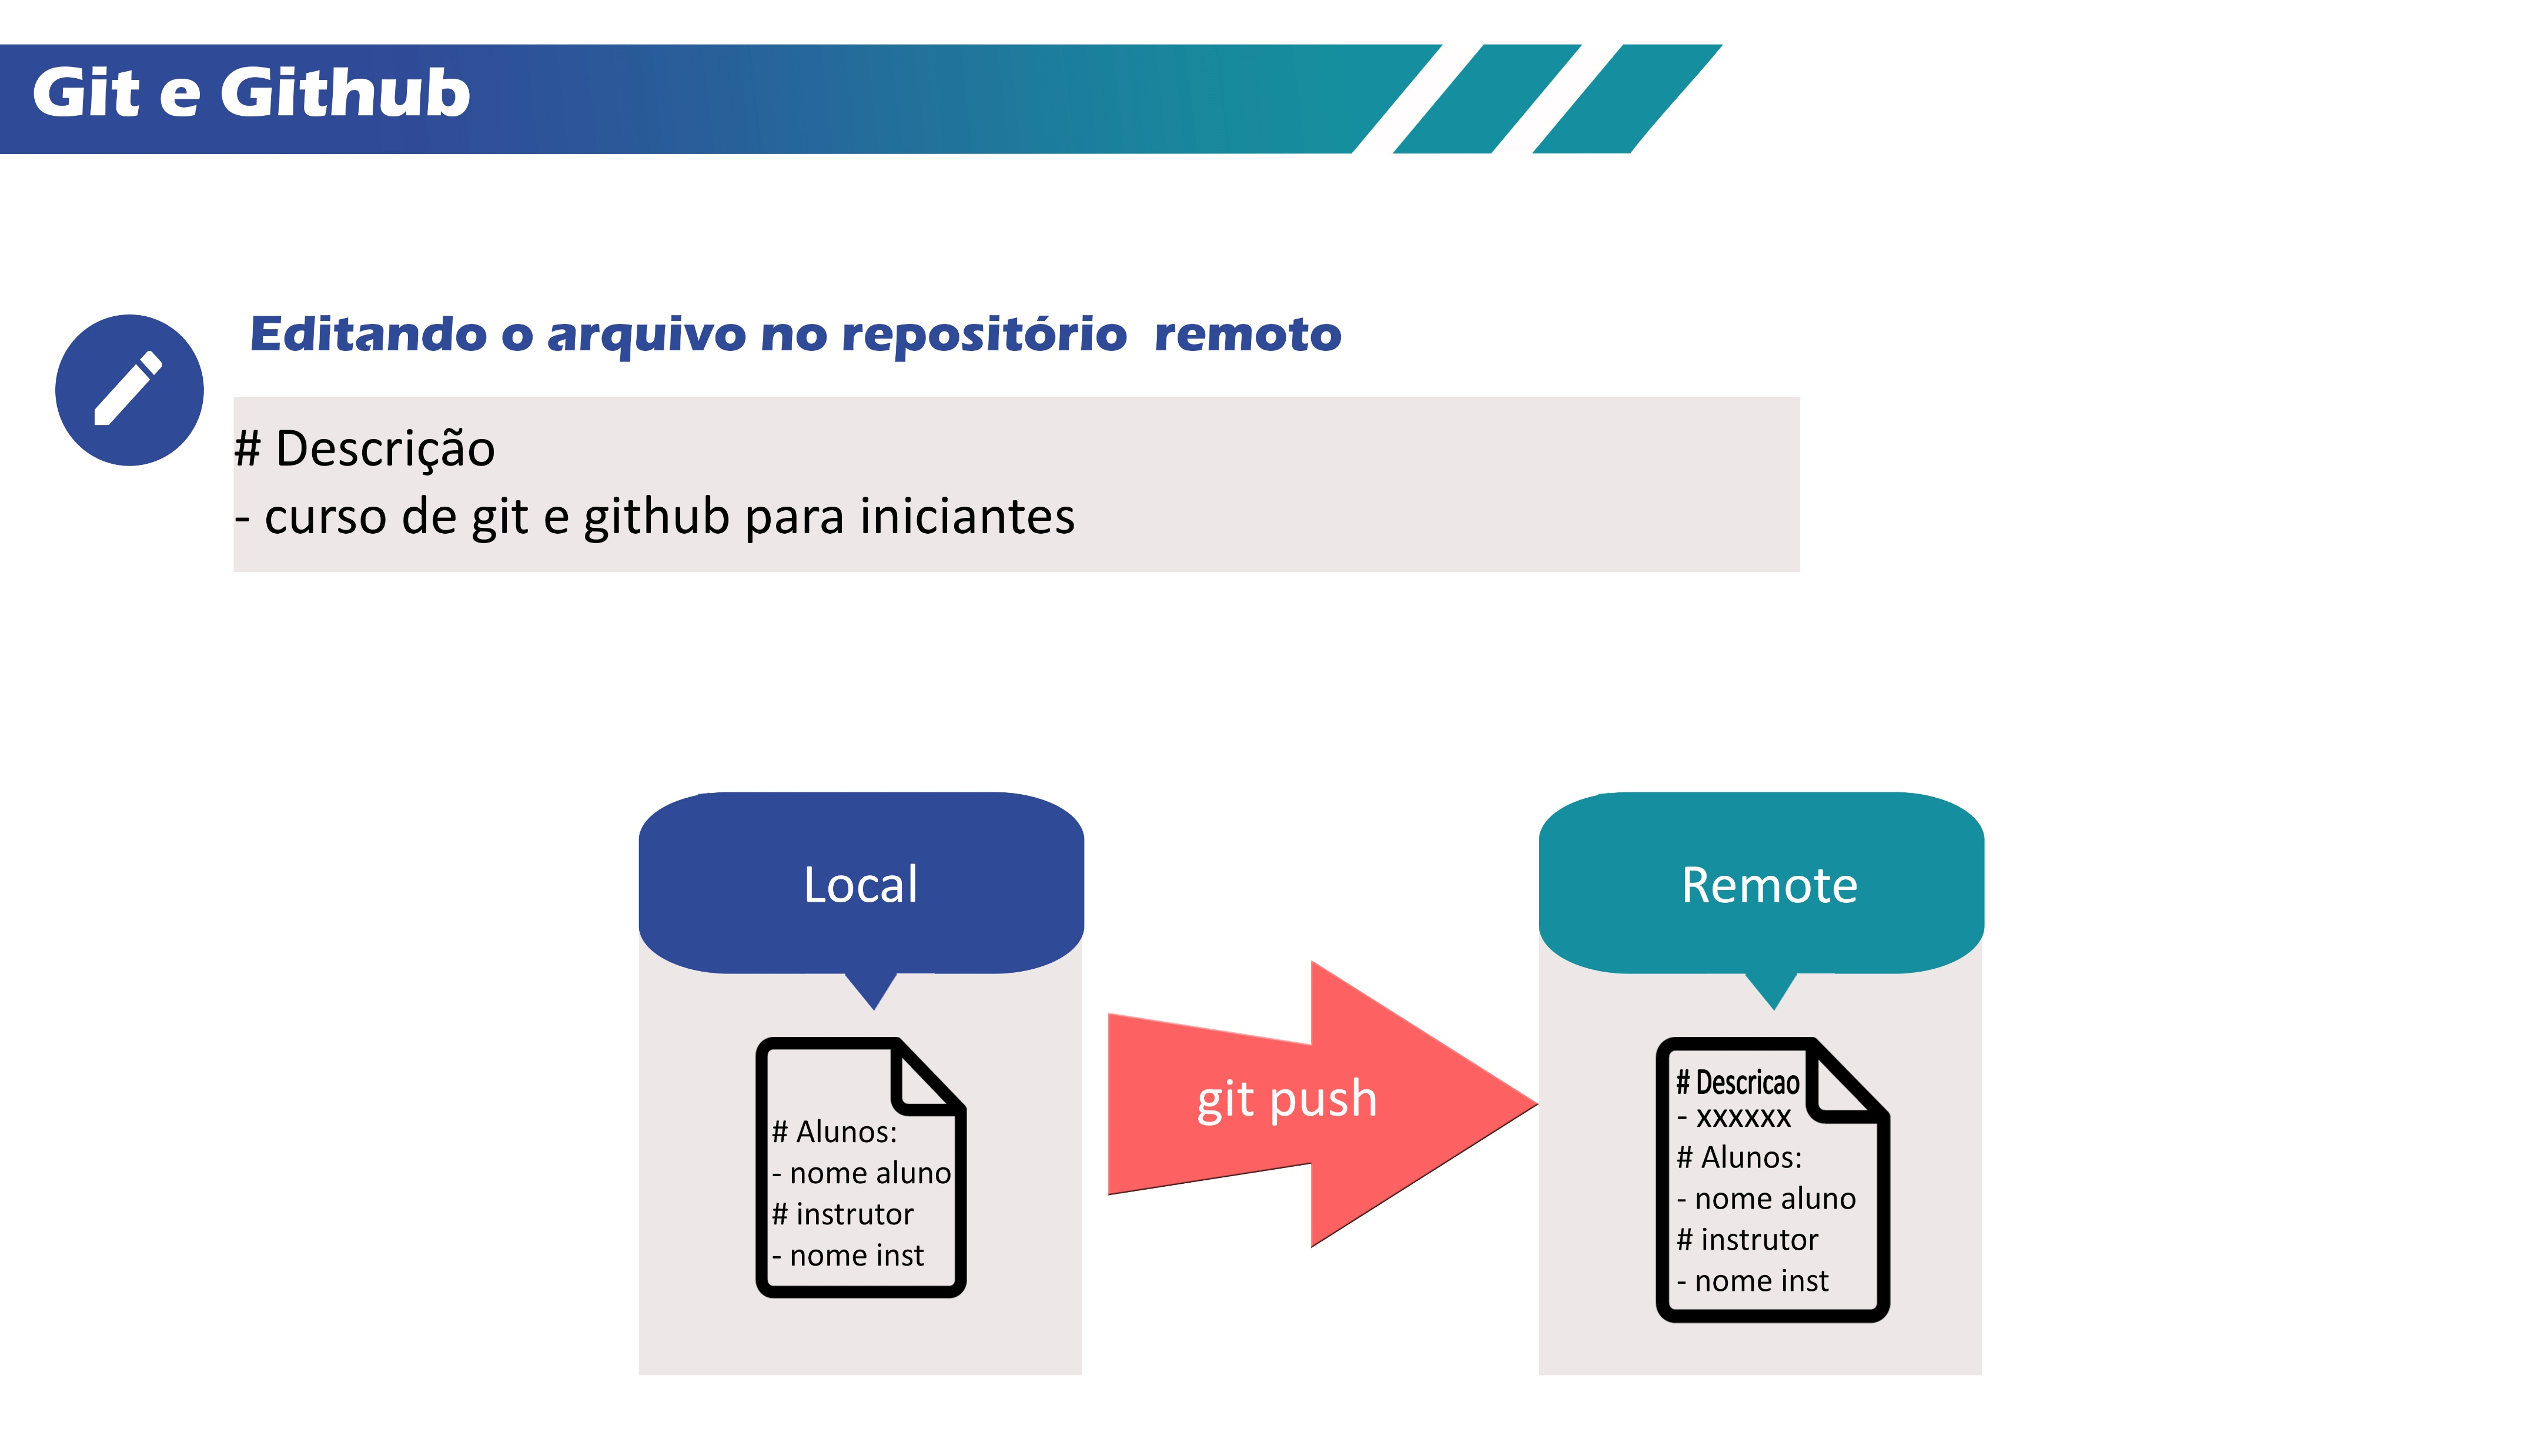 Git e Github
Editando o arquivo no repositório remoto
# Descrição
- curso de git e github para iniciantes
Local
Remote
# Alunos:
- nome aluno
# instrutor
- nome inst
git push
# Descricao
- xxxxxx
# Alunos:
- nome aluno
# instrutor
- nome inst